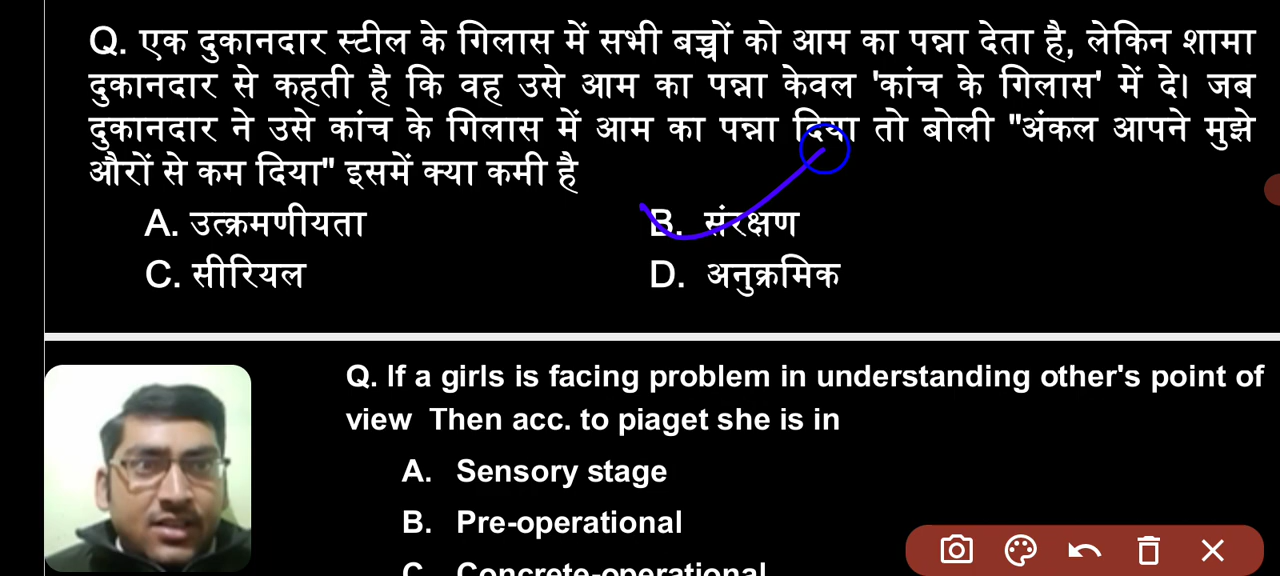 Q. एक दुकानदार स्टील के गिलास में सभी बच्चों को आम का पन्ना देता है, लेकिन शामा
दुकानदार से कहती है कि वह उसे आम का पन्ना केवल 'कांच के गिलास' में दे। जब
दुकानदार ने उसे कांच के गिलास में आम का पन्ना दिया तो बोली "अंकल आपने मुझे
औरों से कम दिया" इसमें क्या कमी है
A. उत्क्रमणीयता B. संरक्षण
C. सीरियल D. अनुक्रमिक
Q. If a girls is facing problem in understanding other's point of
view Then acc. to piaget she is in
A. Sensory stage
B. Pre-operational
C Concrete-operational